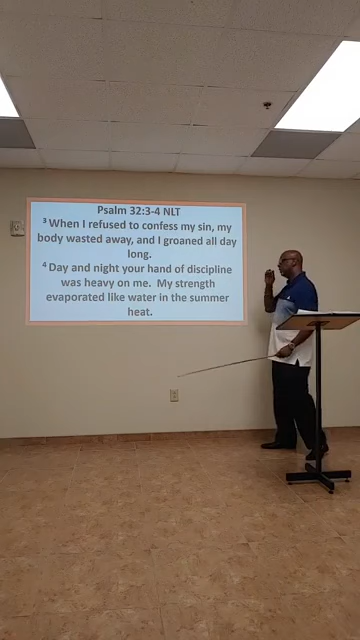 Psalm 32:3-4 NLT
3 When I refused to confess my sin, my
body wasted away, and I groaned all day
long.
4 Day and night your hand of discipline
was heavy on me.  My strength
evaporated like water in the summer
heat.